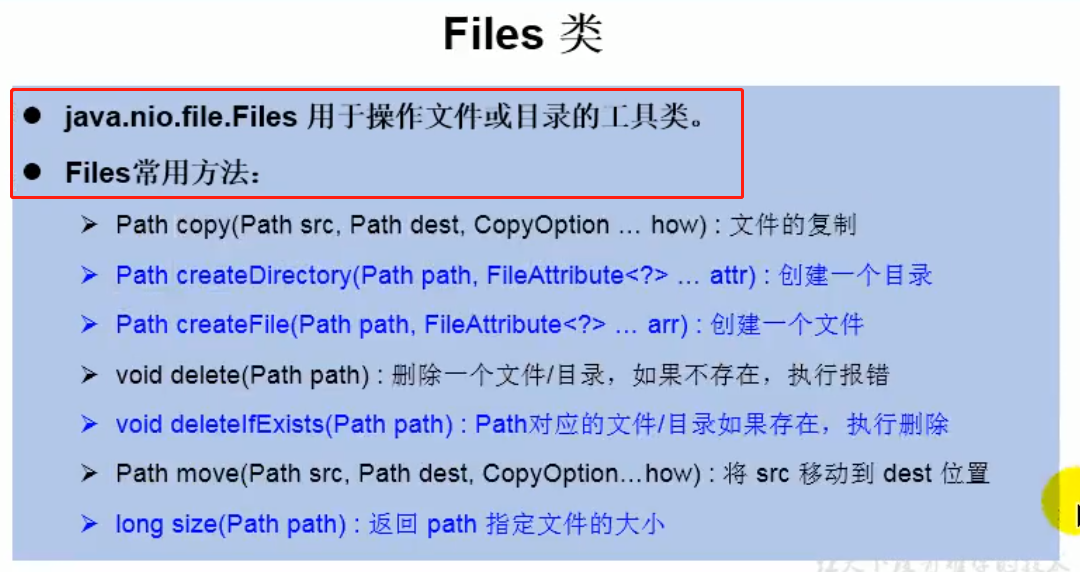 Files 类
● java.nio.file.Files 用于操作文件或目录的工具类。
● Files常用方法：
➢ Path copy(Path src, Path dest, CopyOption … how) : 文件的复制
➢ Path createDirectory(Path path, FileAttribute<?> … attr) : 创建一个目录
➢ Path createFile(Path path, FileAttribute<?> … arr) : 创建一个文件
➢ void delete(Path path) : 删除一个文件/目录，如果不存在，执行报错
➢ void deleteIfExists(Path path) : Path对应的文件/目录如果存在，执行删除
➢ Path move(Path src, Path dest, CopyOption…how) : 将 src 移动到 dest 位置
➢ long size(Path path) : 返回 path 指定文件的大小